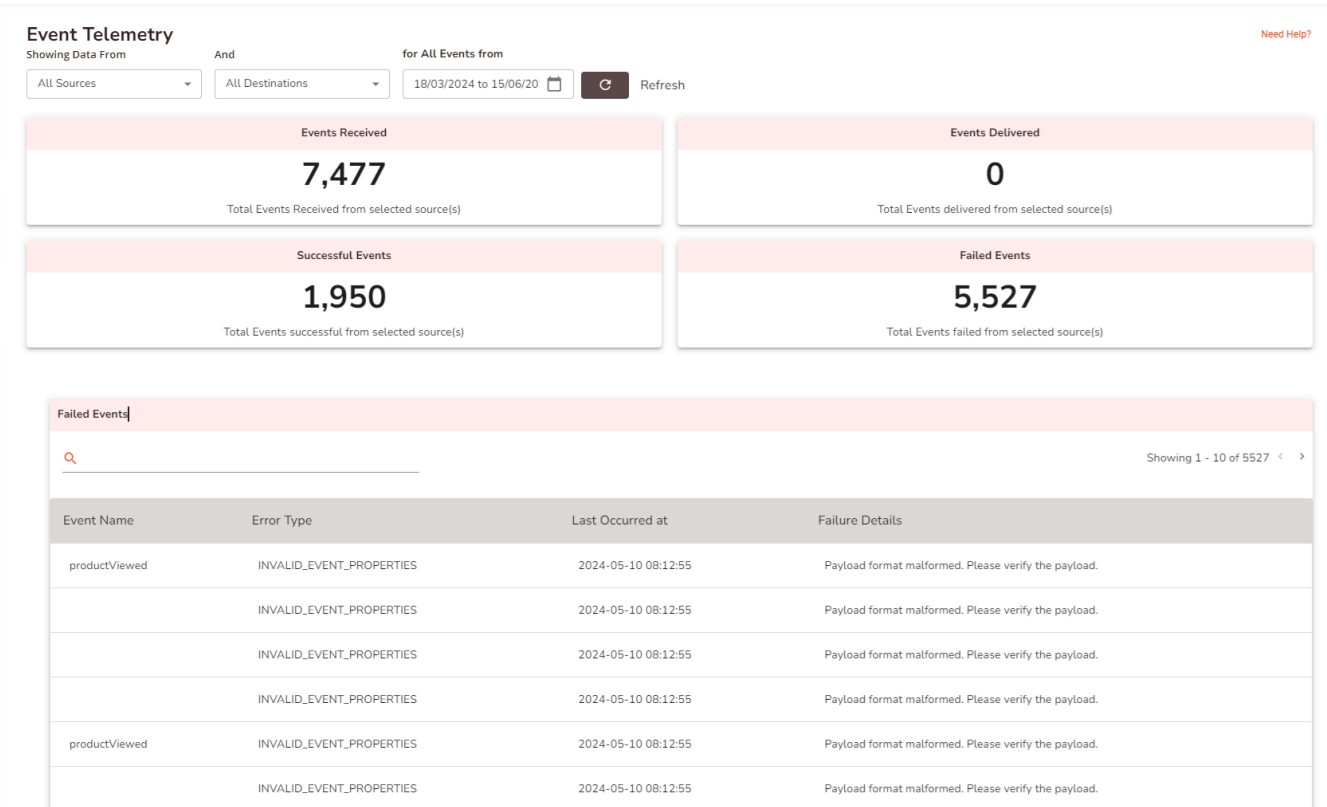 Event Telemetry
Need Help?
Showing Data From And for All Events from
All Sources All Destinations 18/03/2024 to 15/06/20 Refresh
Events Received Events Delivered
7,477 0
Total Events Received from selected source(s) Total Events delivered from selected source(s)
Successful Events Failed Events
1,950 5,527
Total Events successful from selected source(s) Total Events failed from selected source(s)
Failed Events
Showing 1 - 10 of 5527
Event Name Error Type Last Occurred at Failure Details
productViewed INVALID_EVENT_PROPERTIES 2024-05-10 08:12:55 Payload format malformed. Please verify the payload.
INVALID_EVENT_PROPERTIES 2024-05-10 08:12:55 Payload format malformed. Please verify the payload.
INVALID_EVENT_PROPERTIES 2024-05-10 08:12:55 Payload format malformed. Please verify the payload.
INVALID_EVENT_PROPERTIES 2024-05-10 08:12:55 Payload format malformed. Please verify the payload.
productViewed INVALID_EVENT_PROPERTIES 2024-05-10 08:12:55 Payload format malformed. Please verify the payload.
INVALID_EVENT_PROPERTIES 2024-05-10 08:12:55 Payload format malformed. Please verify the payload.